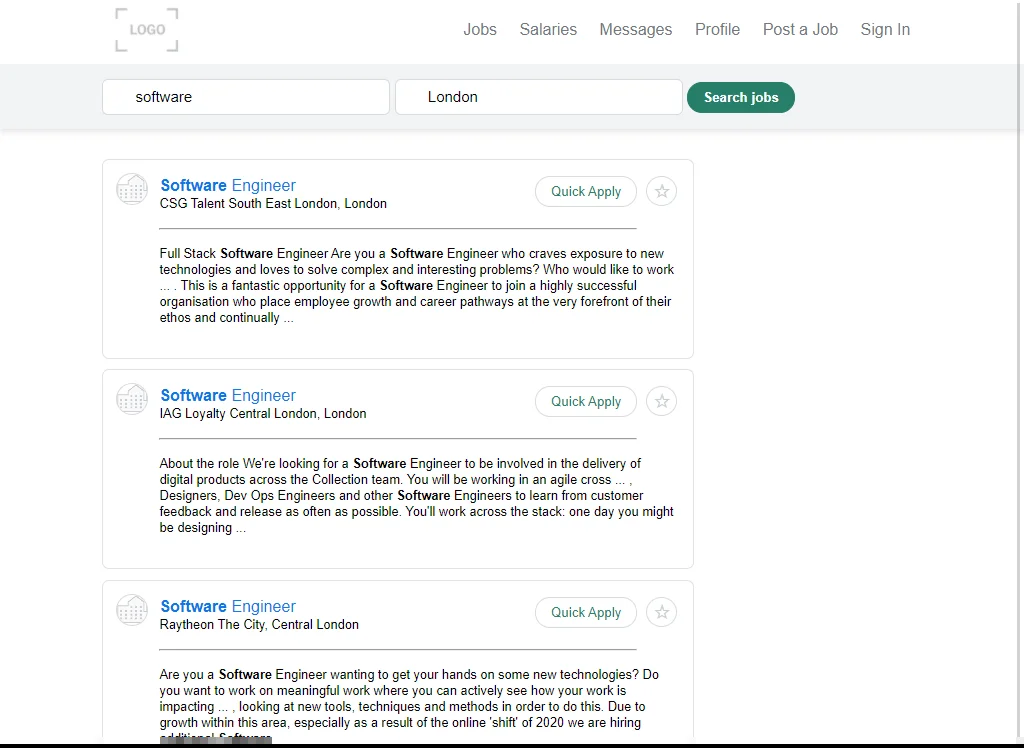 LOGO
Jobs Salaries Messages Profile Post a Job Sign In
software London Search jobs
Software Engineer
CSG Talent South East London, London
Quick Apply
Full Stack Software Engineer Are you a Software Engineer who craves exposure to new
technologies and loves to solve complex and interesting problems? Who would like to work
... . This is a fantastic opportunity for a Software Engineer to join a highly successful
organisation who place employee growth and career pathways at the very forefront of their
ethos and continually ...
Software Engineer
IAG Loyalty Central London, London
Quick Apply
About the role We're looking for a Software Engineer to be involved in the delivery of
digital products across the Collection team. You will be working in an agile cross ... ,
Designers, Dev Ops Engineers and other Software Engineers to learn from customer
feedback and release as often as possible. You'll work across the stack: one day you might
be designing ...
Software Engineer
Raytheon The City, Central London
Quick Apply
Are you a Software Engineer wanting to get your hands on some new technologies? Do
you want to work on meaningful work where you can actively see how your work is
impacting ... , looking at new tools, techniques and methods in order to do this. Due to
growth within this area, especially as a result of the online 'shift' of 2020 we are hiring
additional Software